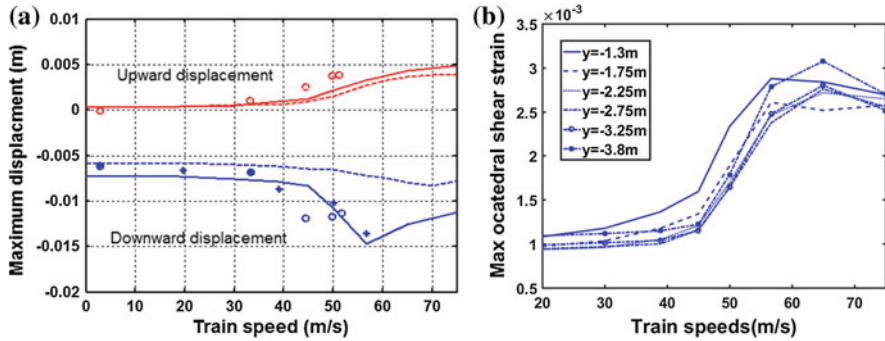 (a)
0.01
0.005
0
-0.005
-0.01
-0.015
-0.02
Maximum displacment (m)
Upward displacement
Downward displacement
0 10 20 30 40 50 60 70
Train speed (m/s)
(b)
×10⁻³
3.5
3
2.5
2
1.5
1
0.5
Max ocatedral shear strain
y=-1.3m
y=-1.75m
y=-2.25m
y=-2.75m
y=-3.25m
y=-3.8m
20 30 40 50 60 70
Train speeds(m/s)